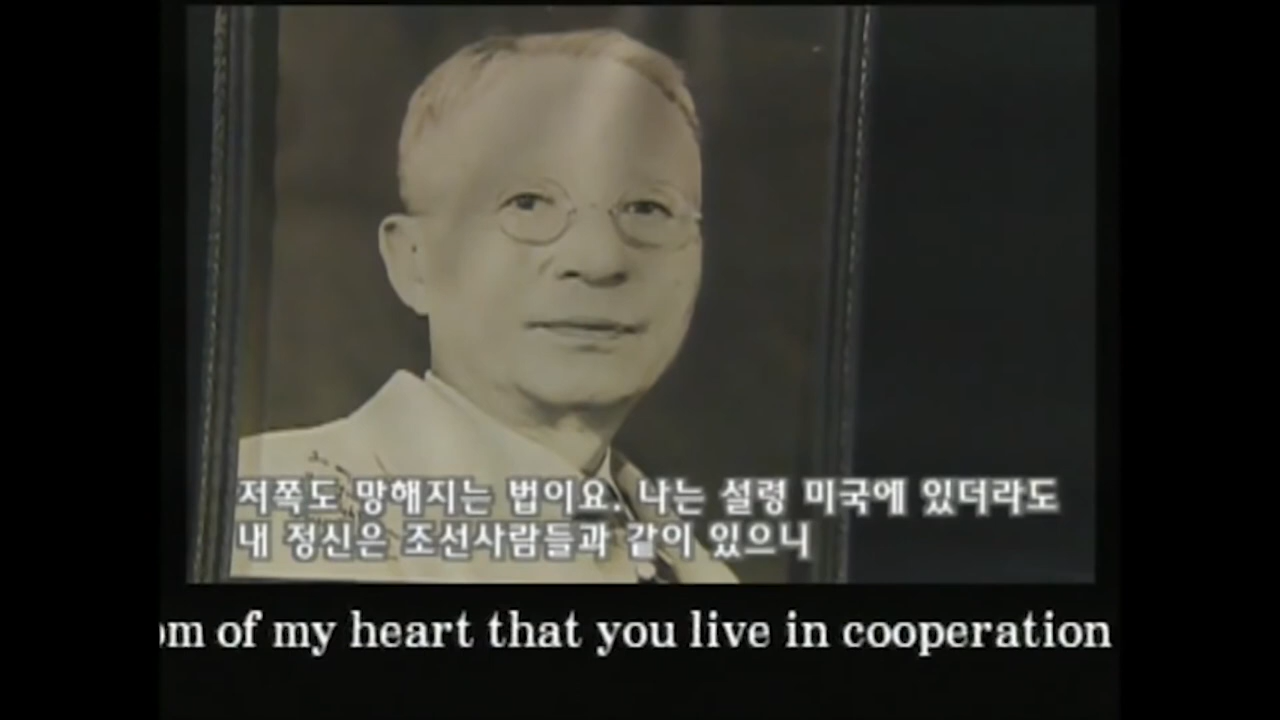 저쪽도 망해지는 법이요. 나는 설령 미국에 있더라도
내 정신은 조선사람들과 같이 있으니
om of my heart that you live in cooperation